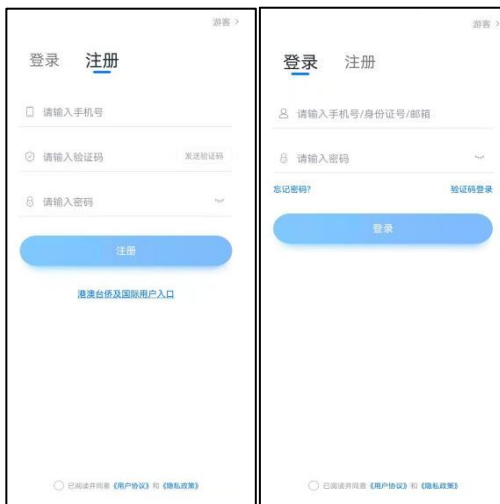 游客 >
登录 注册
请输入手机号
请输入验证码 发送验证码
请输入密码
注册
港澳台侨及国际用户入口
已阅读并同意《用户协议》和《隐私政策》
游客 >
登录 注册
请输入手机号/身份证号/邮箱
请输入密码
忘记密码? 验证码登录
登录
已阅读并同意《用户协议》和《隐私政策》